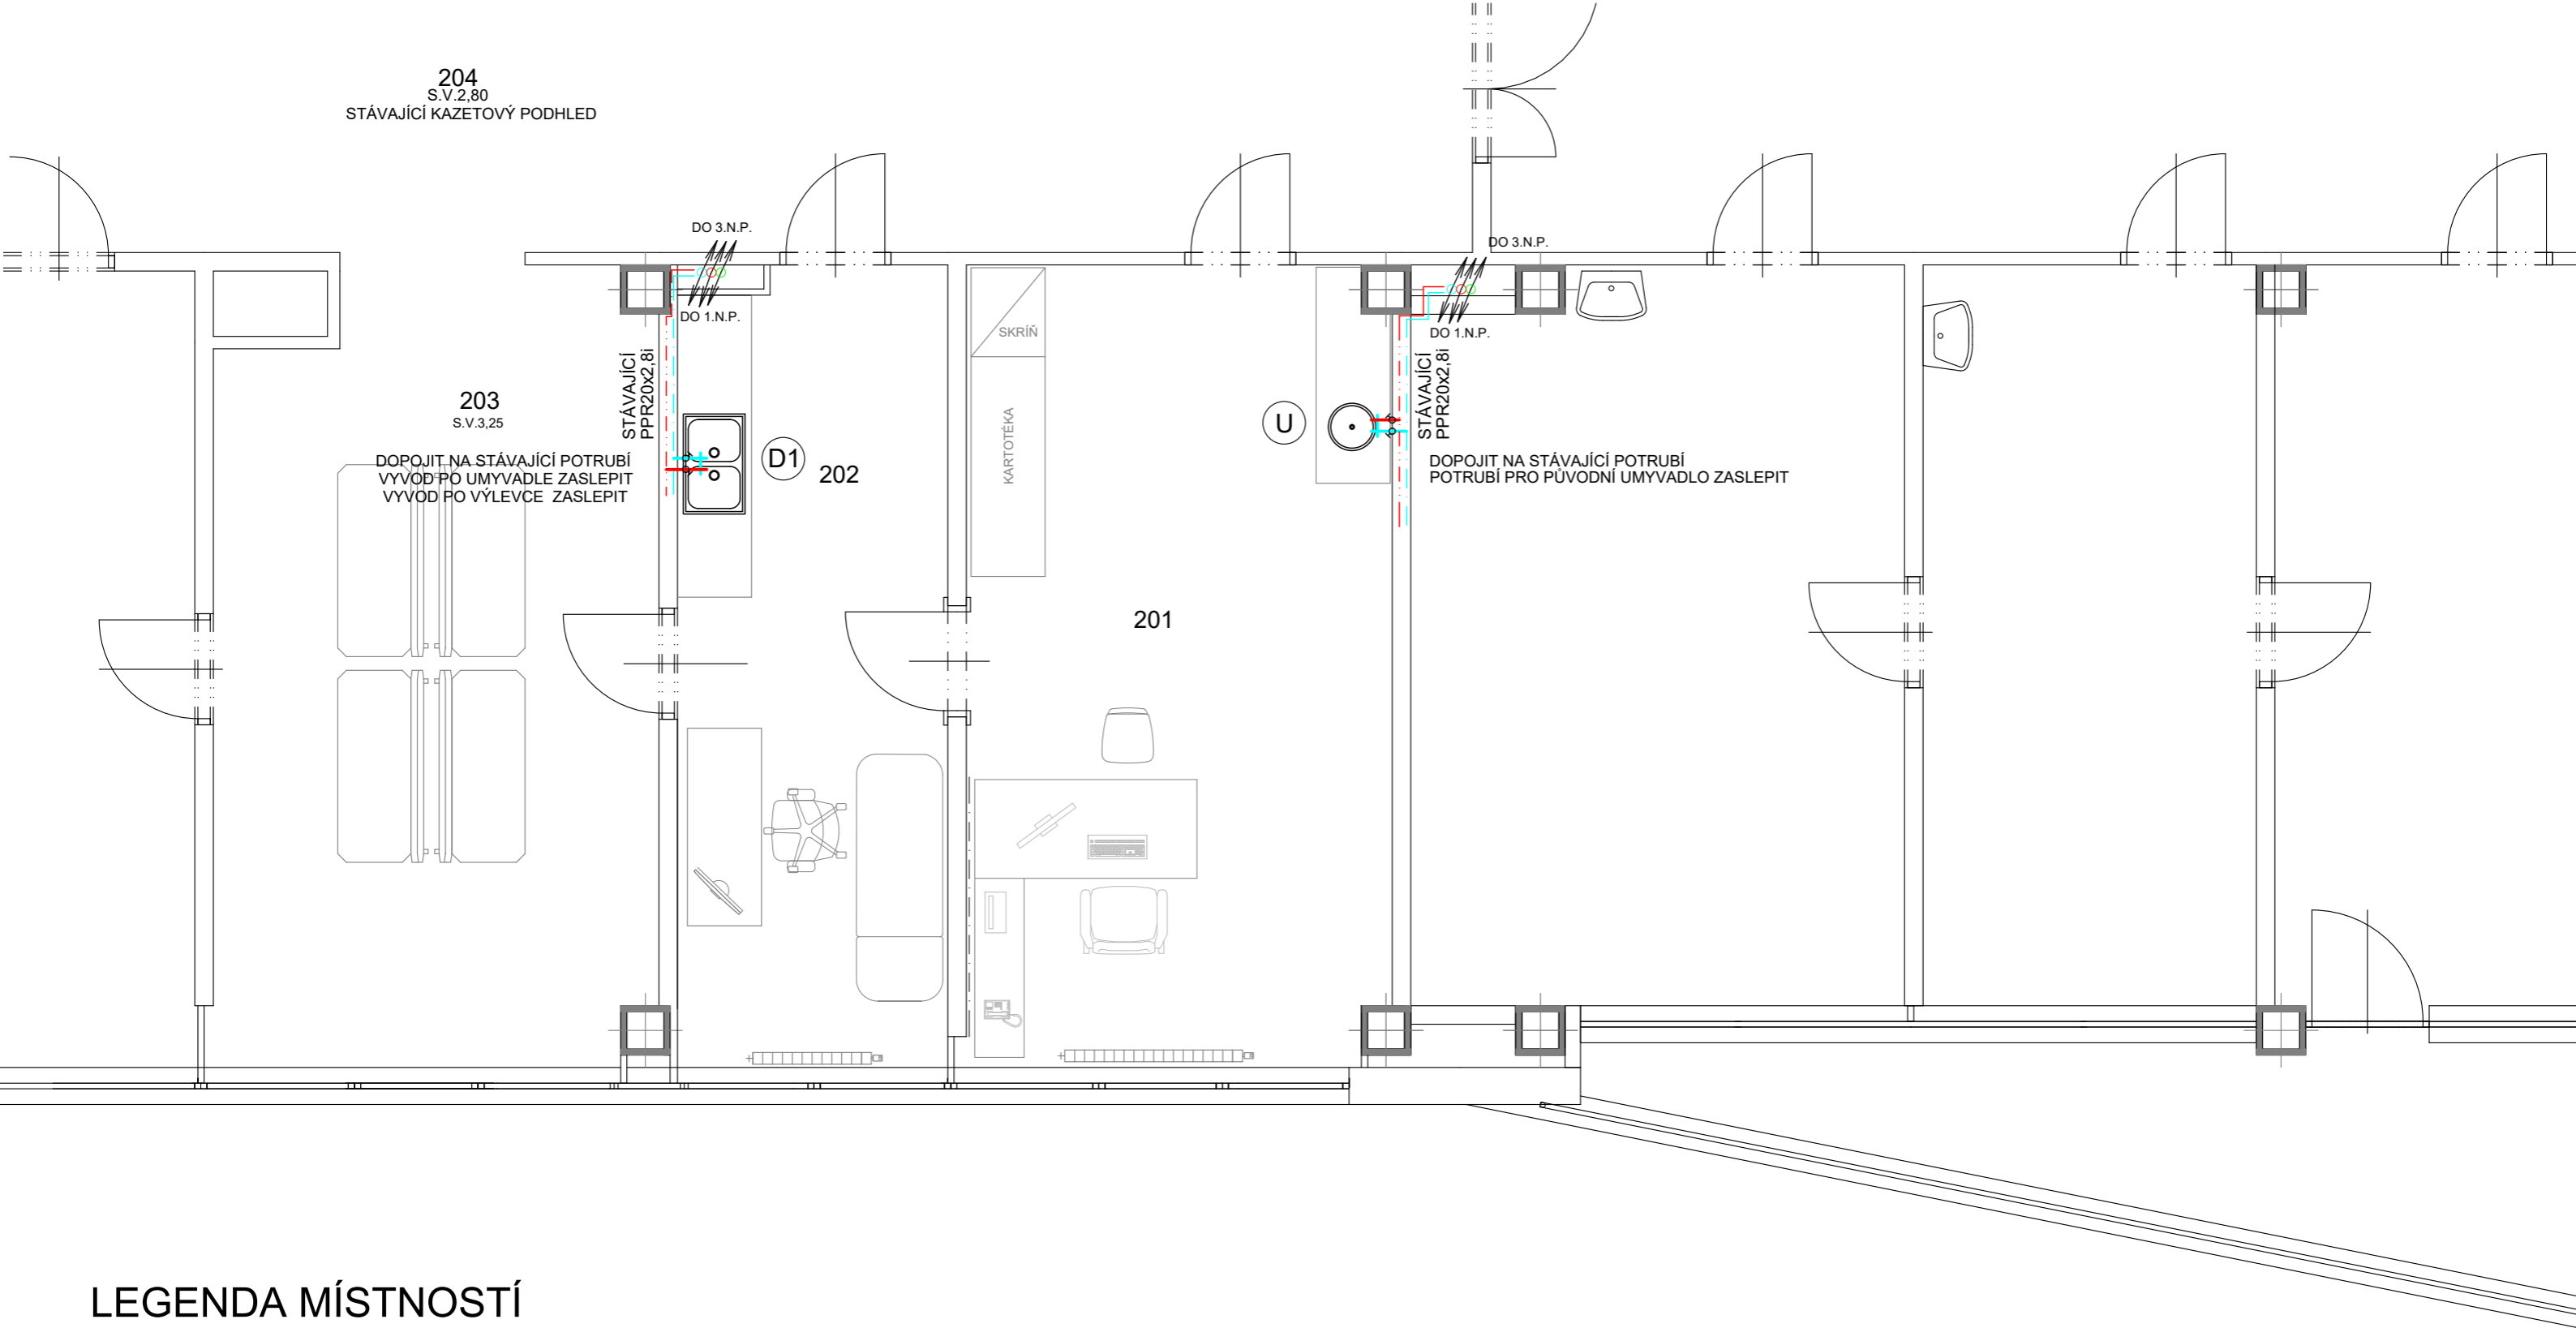 204
S.V.2,80
STÁVAJÍCÍ KAZETOVÝ PODHLED
DO 3.N.P.
DO 1.N.P.
DO 3.N.P.
DO 1.N.P.
SKRÍŇ
KARTOTÉKA
STÁVAJÍCÍ
PPR20x2,8i
203
S.V.3,25
DOPOJIT NA STÁVAJÍCÍ POTRUBÍ
VYVOD PO UMYVADLE ZASLEPIT
VYVOD PO VÝLEVCE ZASLEPIT
D1
202
U
STÁVAJÍCÍ
PPR20x2,8i
DOPOJIT NA STÁVAJÍCÍ POTRUBÍ
POTRUBÍ PRO PŮVODNÍ UMYVADLO ZASLEPIT
201
LEGENDA MÍSTNOSTÍ